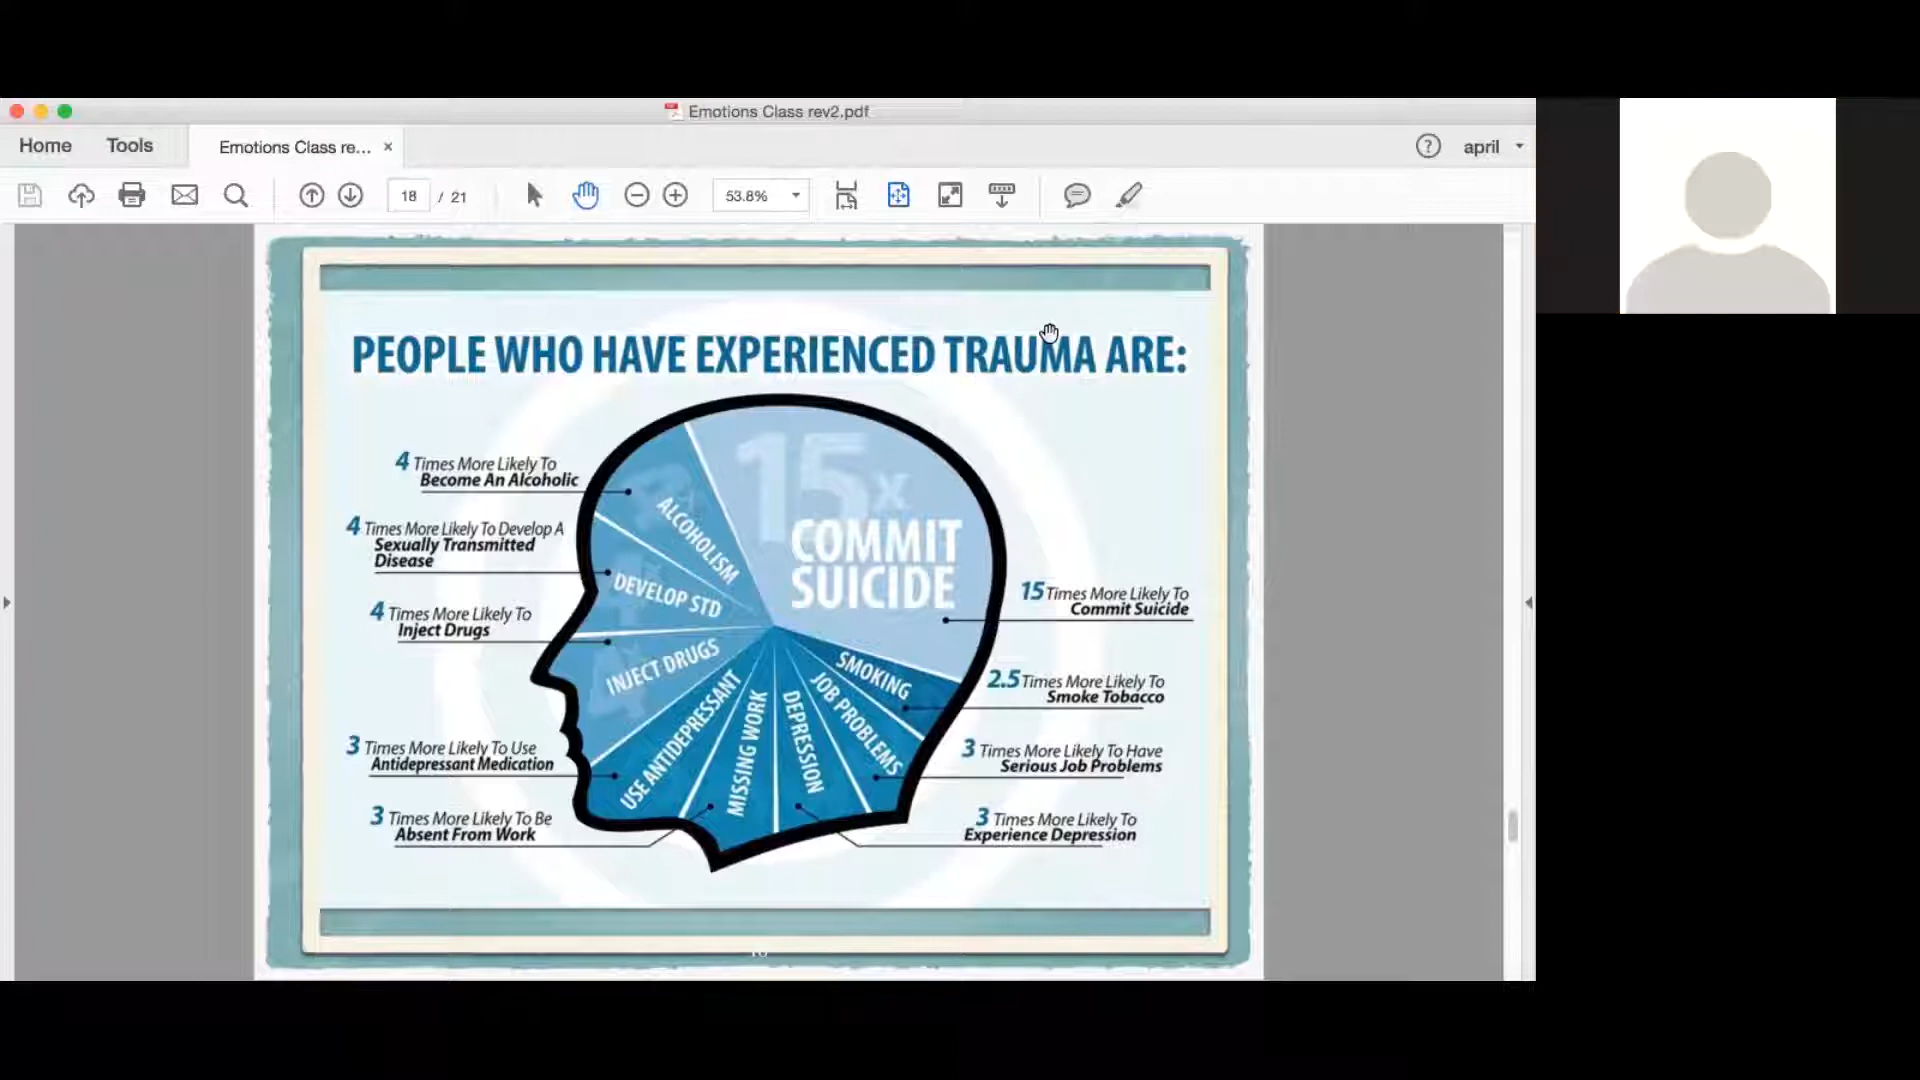 Emotions Class rev2.pdf
Home
Tools
Emotions Class re... ×
?
april
18 / 21
53.8%
PEOPLE WHO HAVE EXPERIENCED TRAUMA ARE:
4 Times More Likely To
Become An Alcoholic
4 Times More Likely To Develop A
Sexually Transmitted
Disease
4 Times More Likely To
Inject Drugs
3 Times More Likely To Use
Antidepressant Medication
3 Times More Likely To Be
Absent From Work
15x
COMMIT
SUICIDE
ALCOHOLISM
DEVELOP STD
INJECT DRUGS
USE ANTIDEPRESSANT
MISSING WORK
DEPRESSION
JOB PROBLEMS
SMOKING
15 Times More Likely To
Commit Suicide
2.5 Times More Likely To
Smoke Tobacco
3 Times More Likely To Have
Serious Job Problems
3 Times More Likely To
Experience Depression